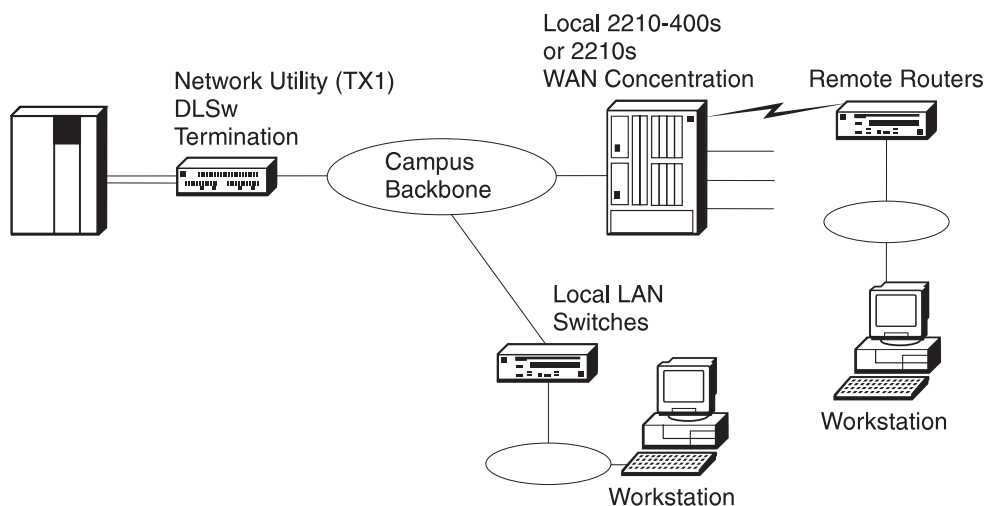 Local 2210-400s
or 2210s
WAN Concentration
Remote Routers
Network Utility (TX1)
DLSw
Termination
Campus
Backbone
Local LAN
Switches
Workstation
Workstation